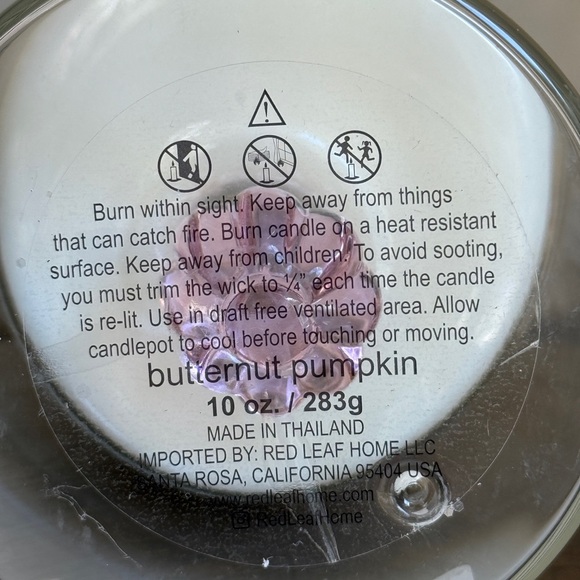 Burn within sight. Keep away from things
that can catch fire. Burn candle on a heat resistant
surface. Keep away from children. To avoid sooting,
you must trim the wick to ¼” each time the candle
is re-lit. Use in draft free ventilated area. Allow
candlepot to cool before touching or moving.
butternut pumpkin
10 oz. / 283g
MADE IN THAILAND
IMPORTED BY: RED LEAF HOME LLC
SANTA ROSA, CALIFORNIA 95404 USA
www.redleafhome.com
RedLeafHome